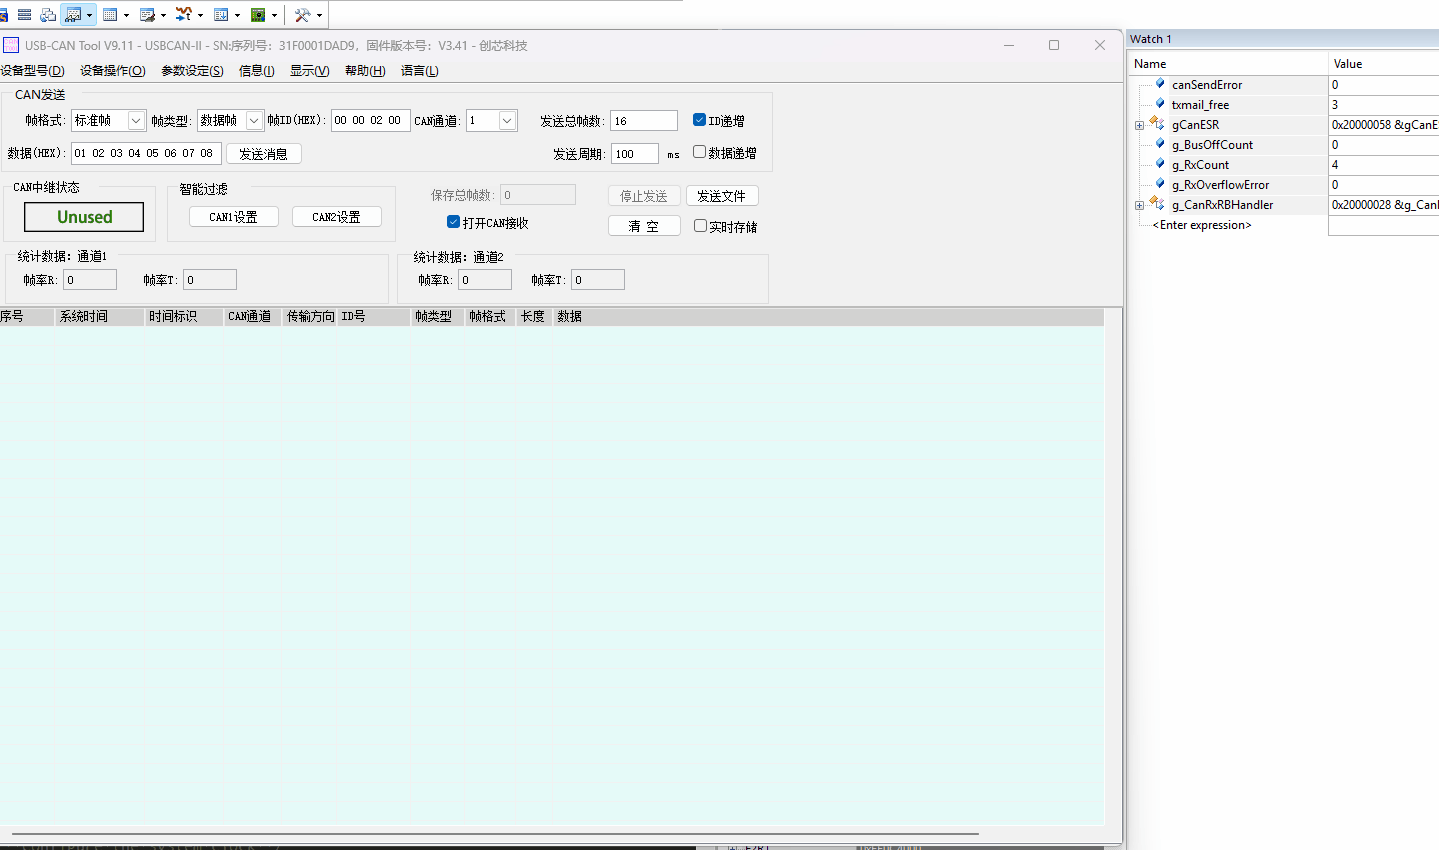 USB-CAN Tool V9.11 - USBCAN-II - SN:序列号：31F0001DAD9，固件版本号：V3.41 - 创芯科技
设备型号(D) 设备操作(O) 参数设定(S) 信息(I) 显示(V) 帮助(H) 语言(L)
CAN发送
帧格式: 标准帧 帧类型: 数据帧 帧ID(HEX): 00 00 02 00 CAN通道: 1 发送总帧数: 16 ID递增
数据(HEX): 01 02 03 04 05 06 07 08 发送消息 发送周期: 100 ms 数据递增
CAN中继状态 智能过滤 保存总帧数: 0 停止发送 发送文件
Unused CAN1设置 CAN2设置 打开CAN接收 清 空 实时存储
统计数据：通道1 统计数据：通道2
帧率R: 0 帧率T: 0 帧率R: 0 帧率T: 0
序号 系统时间 时间标识 CAN通道 传输方向 ID号 帧类型 帧格式 长度 数据
Watch 1
Name Value
canSendError 0
txmail_free 3
gCanESR 0x20000058 &gCanE
g_BusOffCount 0
g_RxCount 4
g_RxOverflowError 0
g_CanRxRBHandler 0x20000028 &g_Can
<Enter expression>